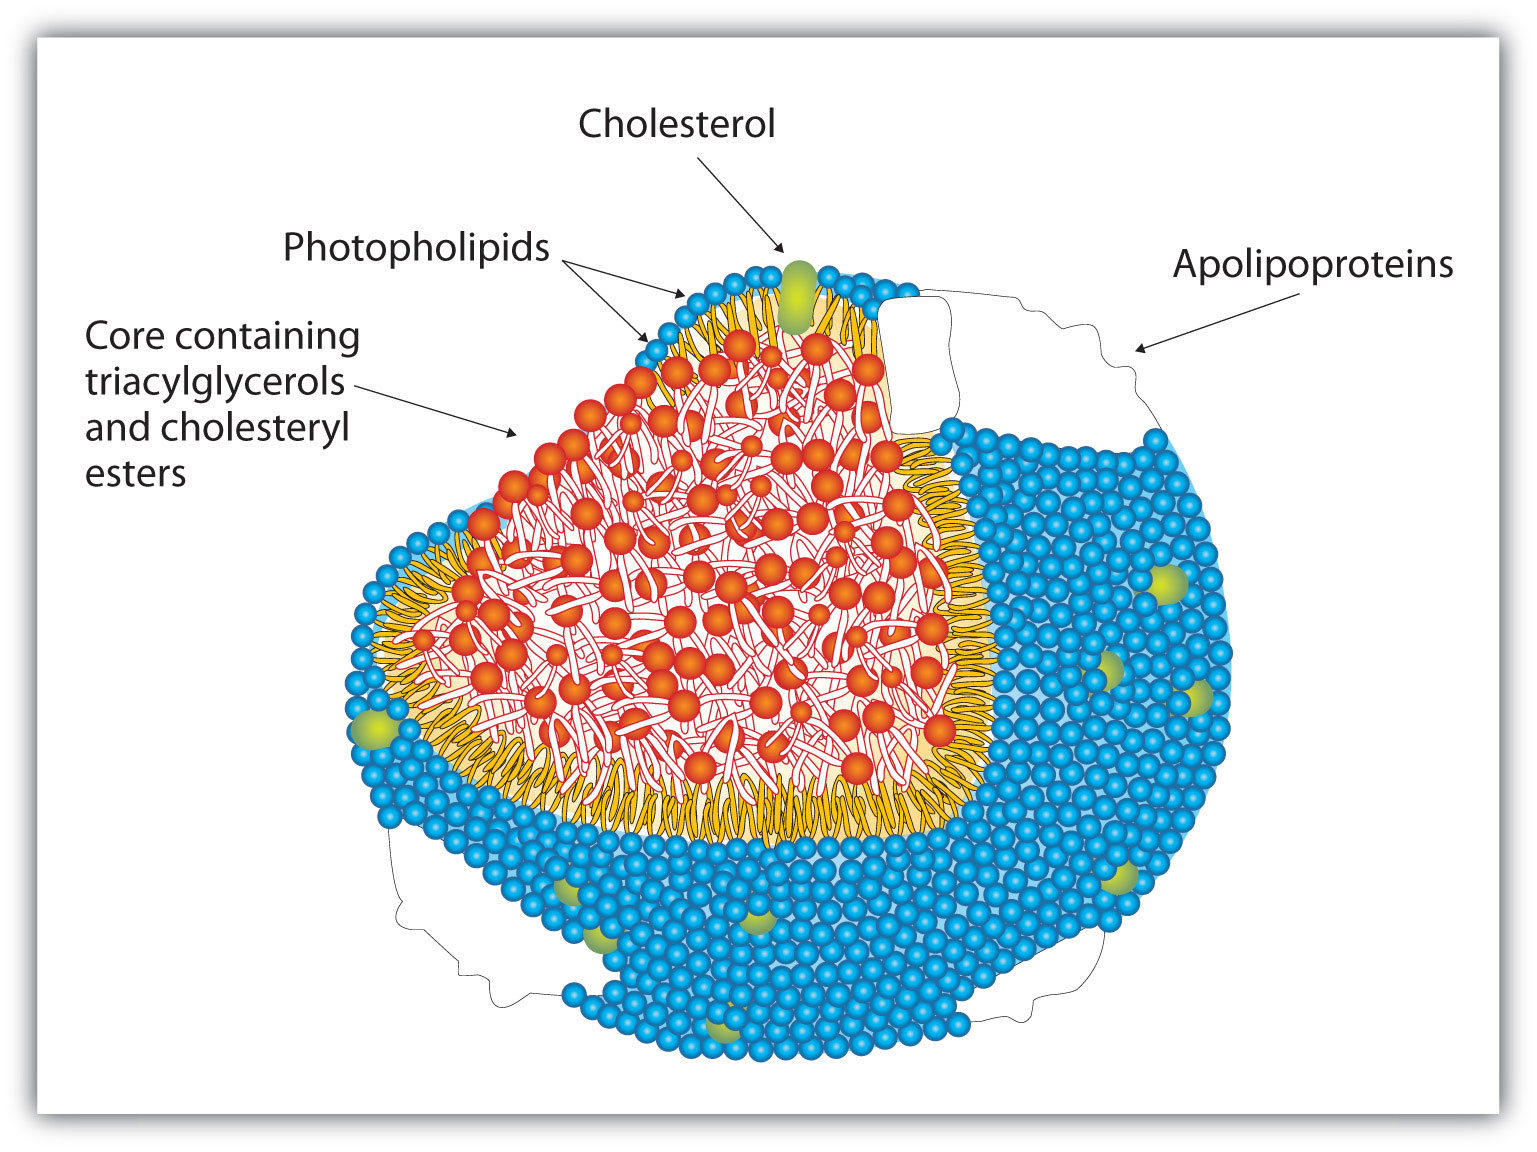 Cholesterol
Photopholipids
Apolipoproteins
Core containing
triacylglycerols
and cholesteryl
esters